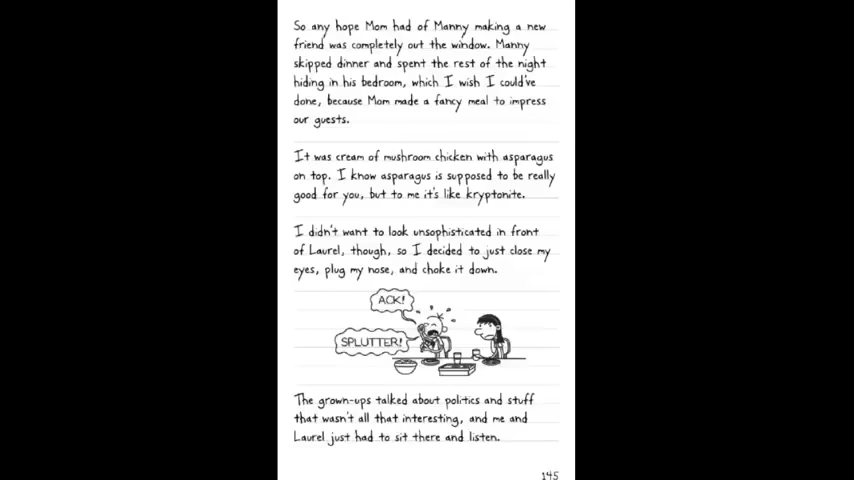 So any hope Mom had of Manny making a new
friend was completely out the window. Manny
skipped dinner and spent the rest of the night
hiding in his bedroom, which I wish I could've
done, because Mom made a fancy meal to impress
our guests.
It was cream of mushroom chicken with asparagus
on top. I know asparagus is supposed to be really
good for you, but to me it's like kryptonite.
I didn't want to look unsophisticated in front
of Laurel, though, so I decided to just close my
eyes, plug my nose, and choke it down.
ACK!
SPLUTTER!
The grown-ups talked about politics and stuff
that wasn't all that interesting, and me and
Laurel just had to sit there and listen.
145